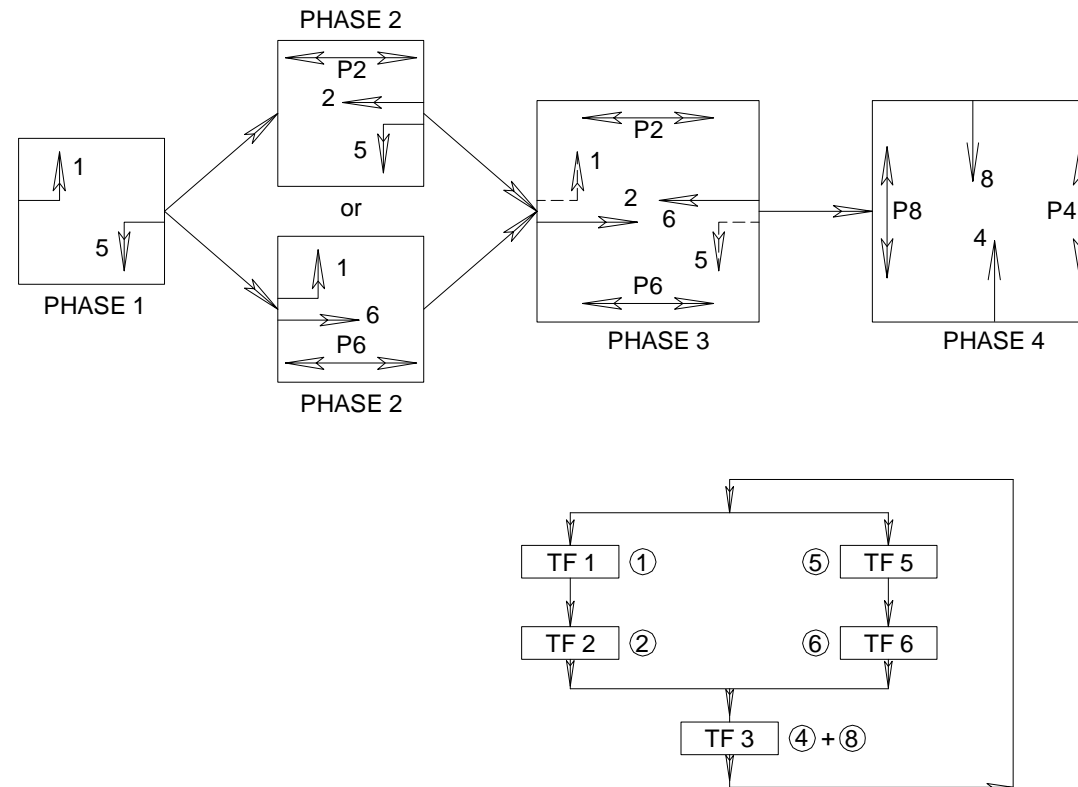 PHASE 2
P2
2
5
1
5
PHASE 1
or
1
6
P6
PHASE 2
P2
1
2
6
5
P6
PHASE 3
8
P8
P4
4
PHASE 4
TF 1 ① ⑤ TF 5
TF 2 ② ⑥ TF 6
TF 3 ④ + ⑧